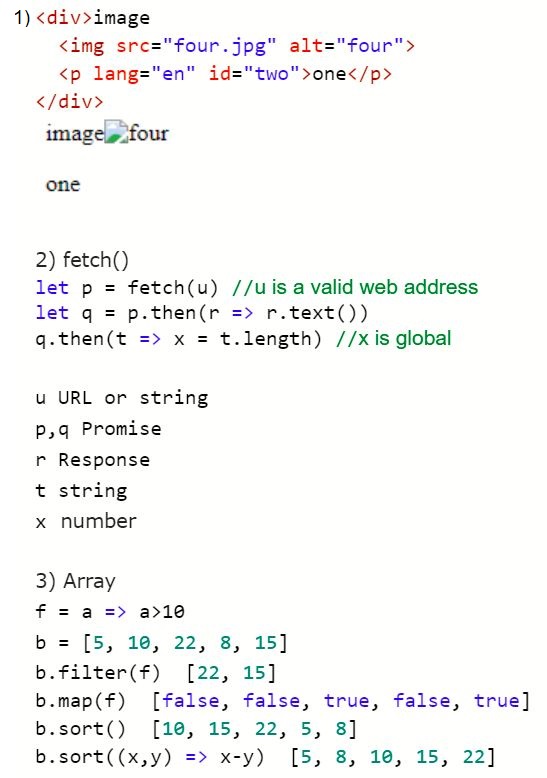 1) <div>image
<img src="four.jpg" alt="four">
<p lang="en" id="two">one</p>
</div>
image four
one
2) fetch()
let p = fetch(u) //u is a valid web address
let q = p.then(r => r.text())
q.then(t => x = t.length) //x is global
u URL or string
p,q Promise
r Response
t string
x number
3) Array
f = a => a>10
b = [5, 10, 22, 8, 15]
b.filter(f) [22, 15]
b.map(f) [false, false, true, false, true]
b.sort() [10, 15, 22, 5, 8]
b.sort((x,y) => x-y) [5, 8, 10, 15, 22]